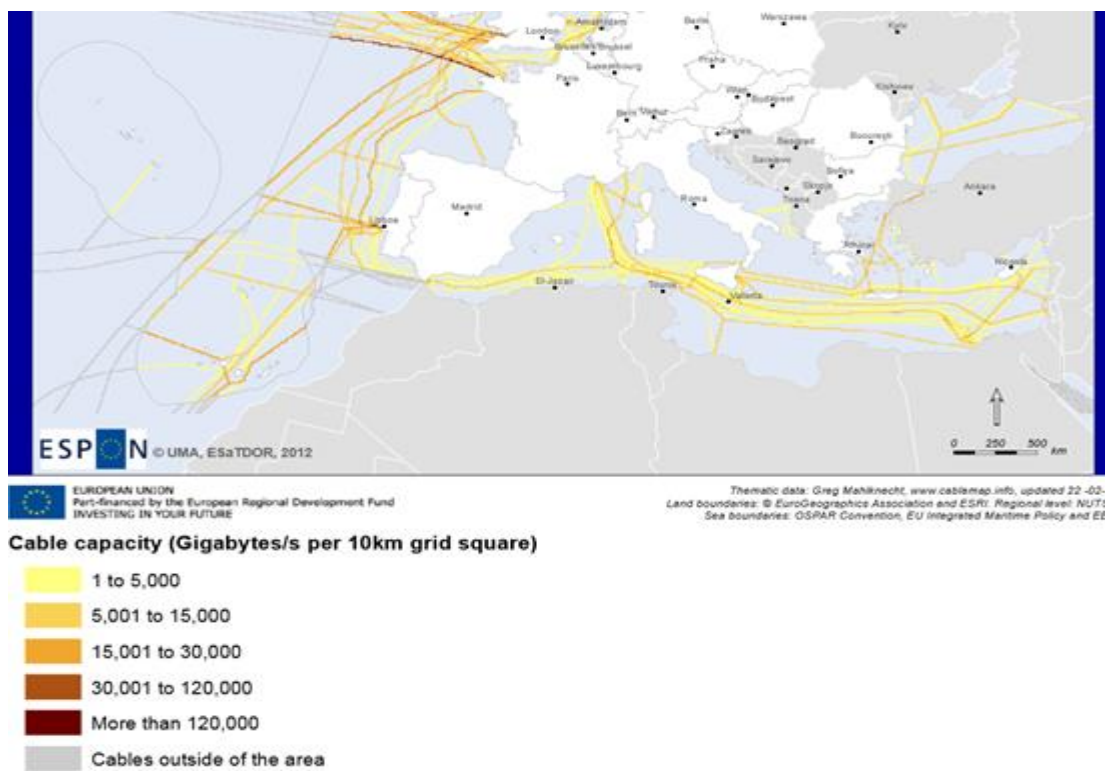 London
Amsterdam
Berlin
Warszawa
Kyiv
Bruxelles/Brussel
Luxembourg
Praha
Paris
Wien
Budapest
Kishinev
Bern
Vaduz
Zagreb
Beograd
Bucureşti
Sarajevo
Sofiya
Skopje
Lisboa
Madrid
Roma
Tirana
Ankara
Athinai
Nicosia
El-Jazair
Tounis
Valletta
0 250 500
km
ESPON © UMA, ESaTDOR, 2012
EUROPEAN UNION
Part-financed by the European Regional Development Fund
INVESTING IN YOUR FUTURE
Thematic data: Greg Mahlknecht, www.cablemap.info, updated 22 -02-
Land boundaries: © EuroGeographics Association and ESRI. Regional level: NUTS
Sea boundaries: OSPAR Convention, EU Integrated Maritime Policy and EE
Cable capacity (Gigabytes/s per 10km grid square)
1 to 5,000
5,001 to 15,000
15,001 to 30,000
30,001 to 120,000
More than 120,000
Cables outside of the area